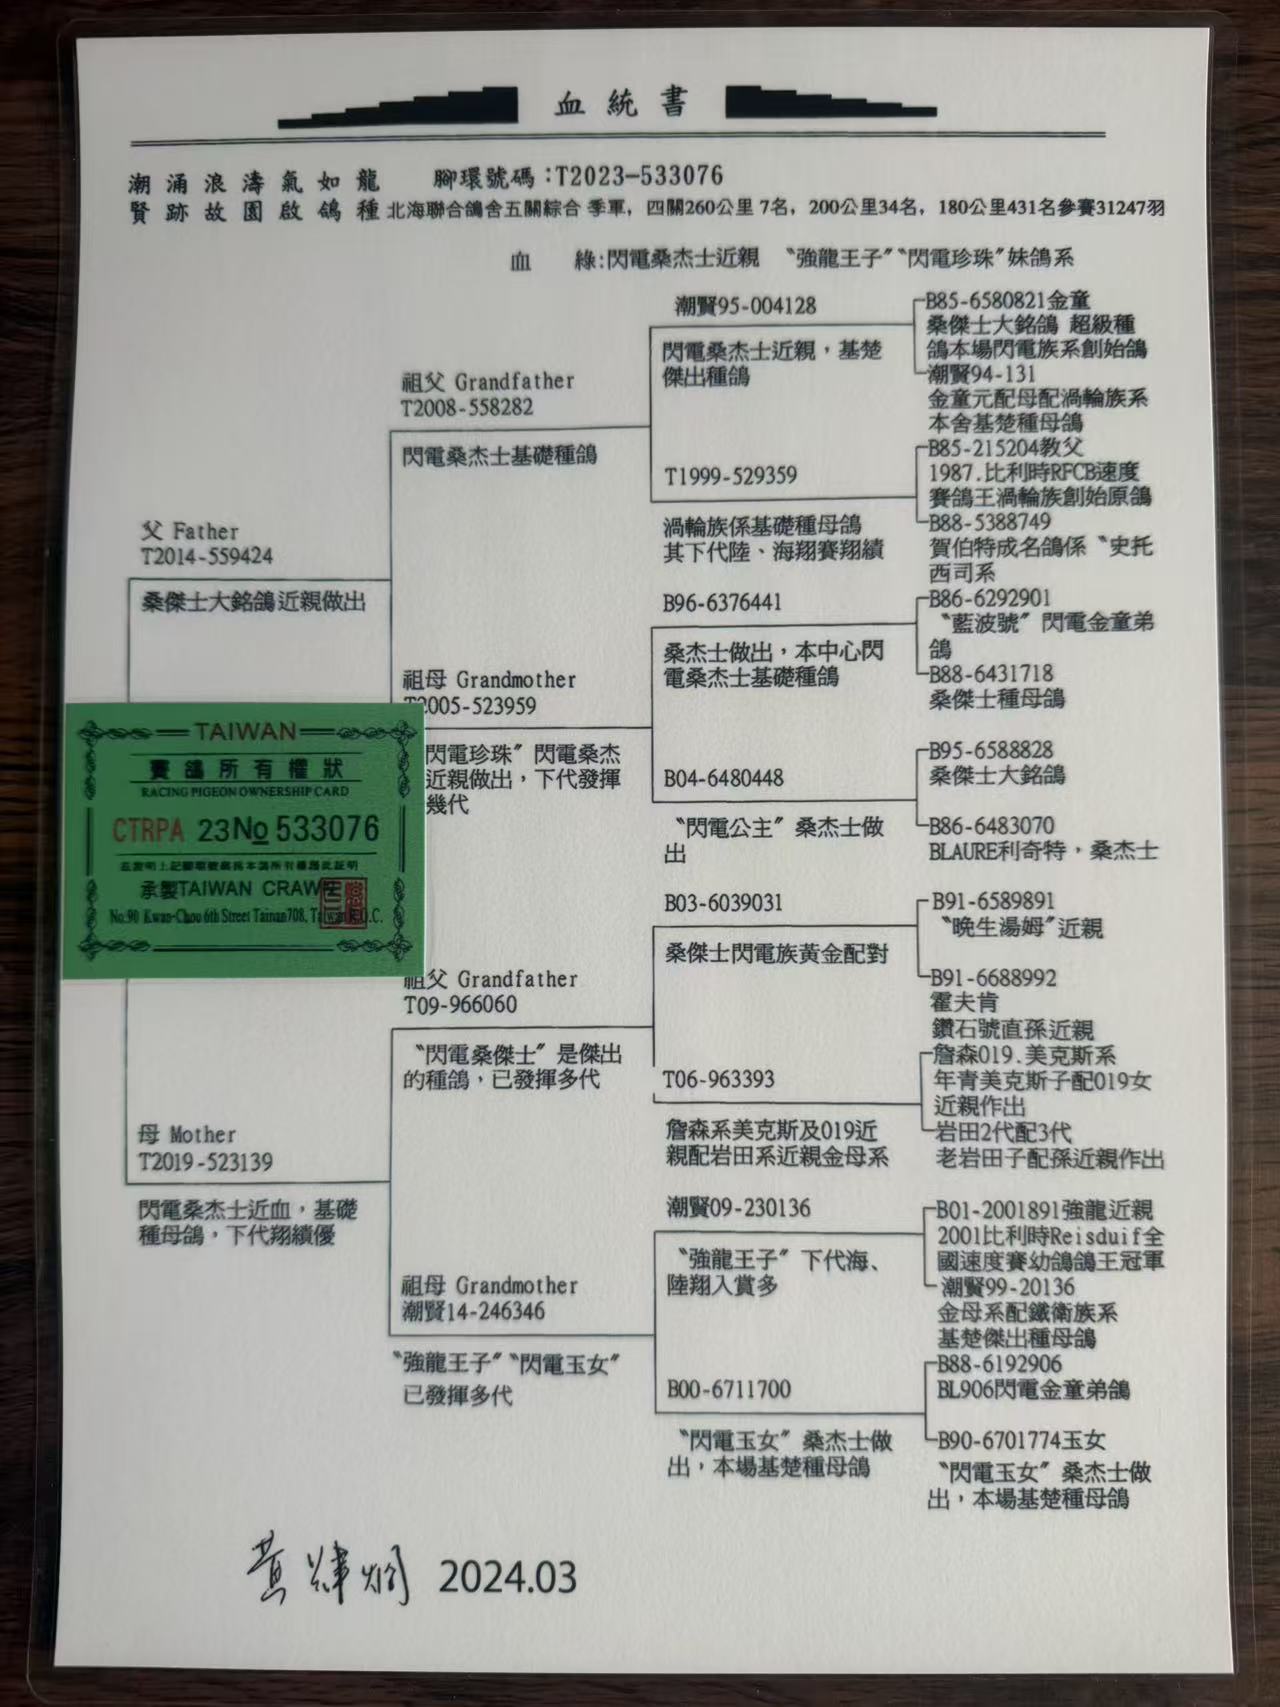 血統書
潮涌浪濤氣如龍 腳環號碼:T2023-533076
賢跡故園啟鴿種 北海聯合鴿舍五關綜合 季軍，四關260公里 7名，200公里34名，180公里431名參賽31247羽
血 綠:閃電桑杰士近親 〝強龍王子〞〝閃電珍珠〞妹鴿系
父 Father
T2014-559424
桑傑士大銘鴿近親做出
TAIWAN
賽鴿所有權狀
RACING PIGEON OWNERSHIP CARD
CTRPA 23No 533076
承製TAIWAN CRAW
No.90 Kwan-Chou 6th Street Tainan708, Taiwan R.O.C.
母 Mother
T2019-523139
閃電桑杰士近血，基礎
種母鴿，下代翔績優
祖父 Grandfather
T2008-558282
閃電桑杰士基礎種鴿
祖母 Grandmother
T2005-523959
閃電珍珠〞閃電桑杰
近親做出，下代發揮
幾代
祖父 Grandfather
T09-966060
〝閃電桑傑士〞是傑出
的種鴿，已發揮多代
祖母 Grandmother
潮賢14-246346
〝強龍王子〞〝閃電玉女〞
已發揮多代
潮賢95-004128
閃電桑杰士近親，基楚
傑出種鴿
T1999-529359
渦輪族係基礎種母鴿
其下代陸、海翔賽翔績
B96-6376441
桑杰士做出，本中心閃
電桑杰士基礎種鴿
B04-6480448
〝閃電公主〞桑杰士做
出
B03-6039031
桑傑士閃電族黃金配對
T06-963393
詹森系美克斯及019近
親配岩田系近親金母系
潮賢09-230136
〝強龍王子〞下代海、
陸翔入賞多
B00-6711700
〝閃電玉女〞桑杰士做
出，本場基楚種母鴿
B85-6580821金童
桑傑士大銘鴿 超級種
鴿本場閃電族系創始鴿
潮賢94-131
金童元配母配渦輪族系
本舍基楚種母鴿
B85-215204教父
1987.比利時RFCB速度
賽鴿王渦輪族創始原鴿
B88-5388749
賀伯特成名鴿係〝史托
西司系
B86-6292901
〝藍波號〞閃電金童弟
鴿
B88-6431718
桑傑士種母鴿
B95-6588828
桑傑士大銘鴿
B86-6483070
BLAURE利奇特，桑杰士
B91-6589891
〝晚生湯姆〞近親
B91-6688992
霍夫肯
鑽石號直孫近親
詹森019.美克斯系
年青美克斯子配019女
近親作出
岩田2代配3代
老岩田子配孫近親作出
B01-2001891強龍近親
2001比利時Reisduif全
國速度賽幼鴿鴿王冠軍
潮賢99-20136
金母系配鐵衛族系
基楚傑出種母鴿
B88-6192906
BL906閃電金童弟鴿
B90-6701774玉女
〝閃電玉女〞桑杰士做
出，本場基楚種母鴿
2024.03